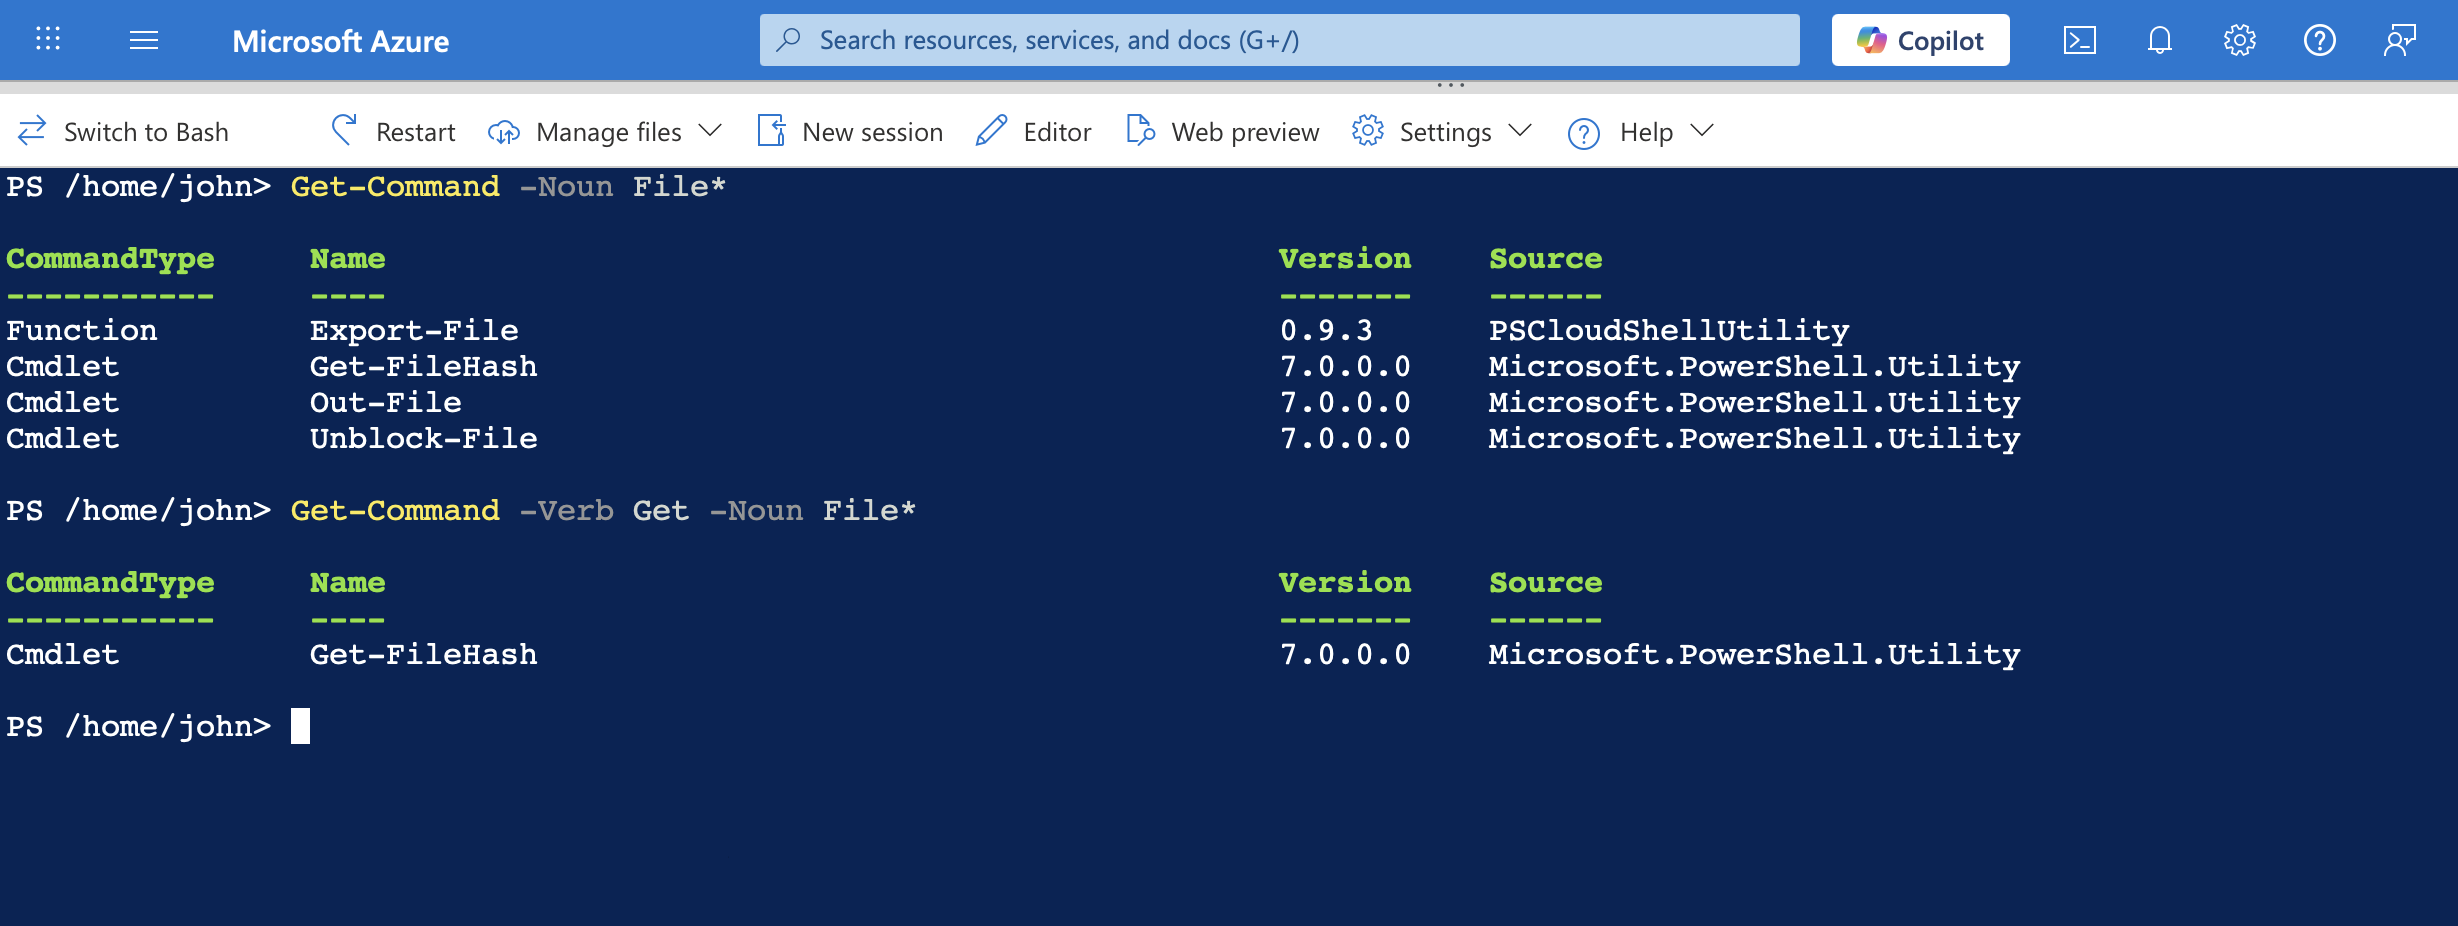 Microsoft Azure Search resources, services, and docs (G+/) Copilot
Switch to Bash Restart Manage files New session Editor Web preview Settings Help
PS /home/john> Get-Command -Noun File*
CommandType Name Version Source
----------- ---- ------- ------
Function Export-File 0.9.3 PSCloudShellUtility
Cmdlet Get-FileHash 7.0.0.0 Microsoft.PowerShell.Utility
Cmdlet Out-File 7.0.0.0 Microsoft.PowerShell.Utility
Cmdlet Unblock-File 7.0.0.0 Microsoft.PowerShell.Utility
PS /home/john> Get-Command -Verb Get -Noun File*
CommandType Name Version Source
----------- ---- ------- ------
Cmdlet Get-FileHash 7.0.0.0 Microsoft.PowerShell.Utility
PS /home/john>